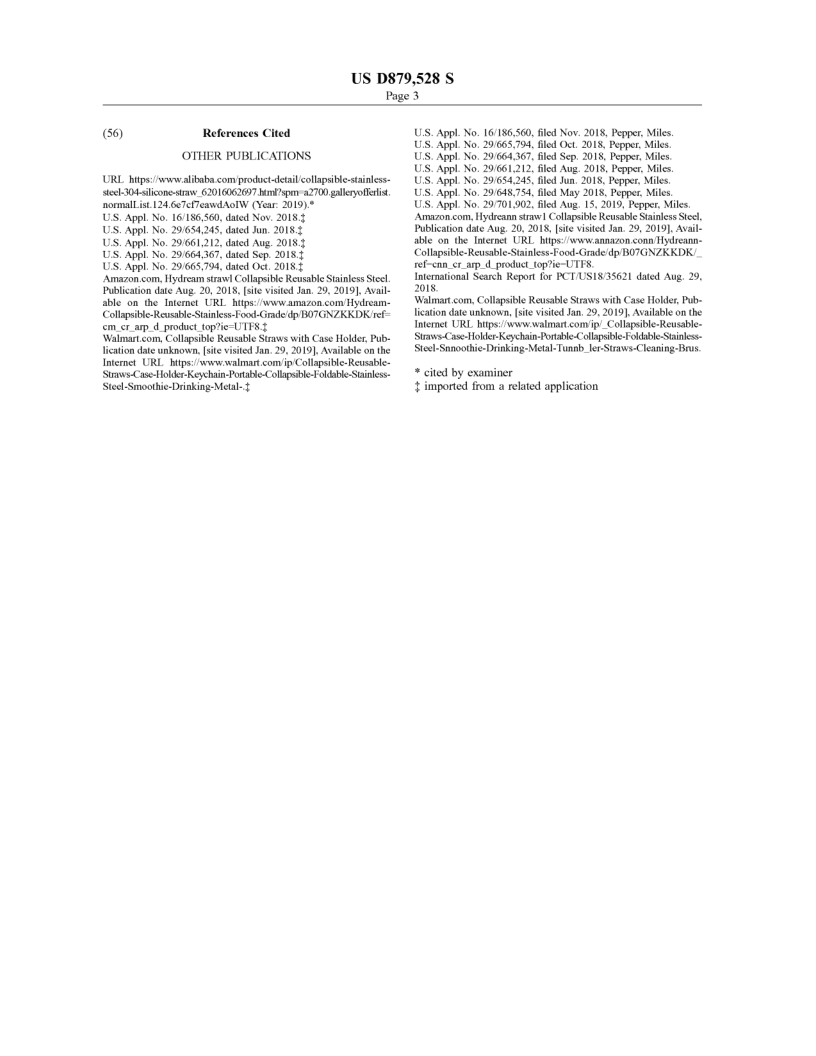 US D879,528 S
Page 3
(56) References Cited
OTHER PUBLICATIONS
URL https://www.alibaba.com/product-detail/collapsible-stainless-
steel-304-silicone-straw_62016062697.html?spm=a2700.galleryofferlist.
normalList.124.6e7cf7eawdAoIW (Year: 2019).*
U.S. Appl. No. 16/186,560, dated Nov. 2018.‡
U.S. Appl. No. 29/654,245, dated Jun. 2018.‡
U.S. Appl. No. 29/661,212, dated Aug. 2018.‡
U.S. Appl. No. 29/664,367, dated Sep. 2018.‡
U.S. Appl. No. 29/665,794, dated Oct. 2018.‡
Amazon.com, Hydream strawl Collapsible Reusable Stainless Steel.
Publication date Aug. 20, 2018, [site visited Jan. 29, 2019], Avail-
able on the Internet URL https://www.amazon.com/Hydream-
Collapsible-Reusable-Stainless-Food-Grade/dp/B07GNZKKDK/ref=
cm_cr_arp_d_product_top?ie=UTF8.‡
Walmart.com, Collapsible Reusable Straws with Case Holder, Pub-
lication date unknown, [site visited Jan. 29, 2019], Available on the
Internet URL https://www.walmart.com/ip/Collapsible-Reusable-
Straws-Case-Holder-Keychain-Portable-Collapsible-Foldable-Stainless-
Steel-Smoothie-Drinking-Metal-.‡
U.S. Appl. No. 16/186,560, filed Nov. 2018, Pepper, Miles.
U.S. Appl. No. 29/665,794, filed Oct. 2018, Pepper, Miles.
U.S. Appl. No. 29/664,367, filed Sep. 2018, Pepper, Miles.
U.S. Appl. No. 29/661,212, filed Aug. 2018, Pepper, Miles.
U.S. Appl. No. 29/654,245, filed Jun. 2018, Pepper, Miles.
U.S. Appl. No. 29/648,754, filed May 2018, Pepper, Miles.
U.S. Appl. No. 29/701,902, filed Aug. 15, 2019, Pepper, Miles.
Amazon.com, Hydreann straw1 Collapsible Reusable Stainless Steel,
Publication date Aug. 20, 2018, [site visited Jan. 29, 2019], Avail-
able on the Internet URL https://www.annazon.conn/Hydreann-
Collapsible-Reusable-Stainless-Food-Grade/dp/B07GNZKKDK/_
ref=cnn_cr_arp_d_product_top?ie=UTF8.
International Search Report for PCT/US18/35621 dated Aug. 29,
2018.
Walmart.com, Collapsible Reusable Straws with Case Holder, Pub-
lication date unknown, [site visited Jan. 29, 2019], Available on the
Internet URL https://www.walmart.com/ip/_Collapsible-Reusable-
Straws-Case-Holder-Keychain-Portable-Collapsible-Foldable-Stainless-
Steel-Snnoothie-Drinking-Metal-Tunnb_ler-Straws-Cleaning-Brus.
* cited by examiner
‡ imported from a related application